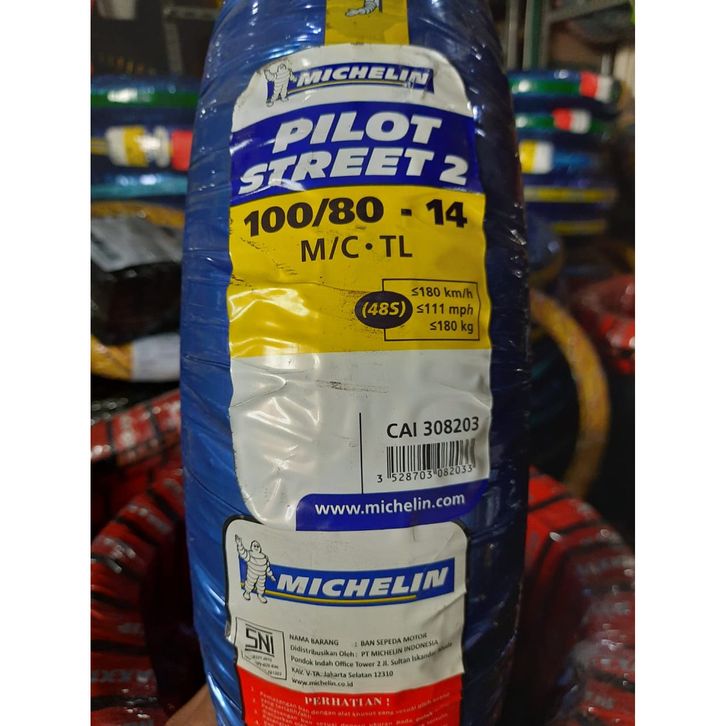 MICHELIN
PILOT
STREET 2
100/80 - 14
M/C • TL
(48S)
≤180 km/h
≤111 mph
≤180 kg
CAI 308203
3 528703 082033
www.michelin.com
MICHELIN
SNI
NAMA BARANG : BAN SEPEDA MOTOR
Didistribusikan Oleh : PT MICHELIN INDONESIA
Pondok Indah Office Tower 2 Jl. Sultan Iskandar Muda
KAV. V-TA. Jakarta Selatan 12310
www.michelin.co.id
PERHATIAN !